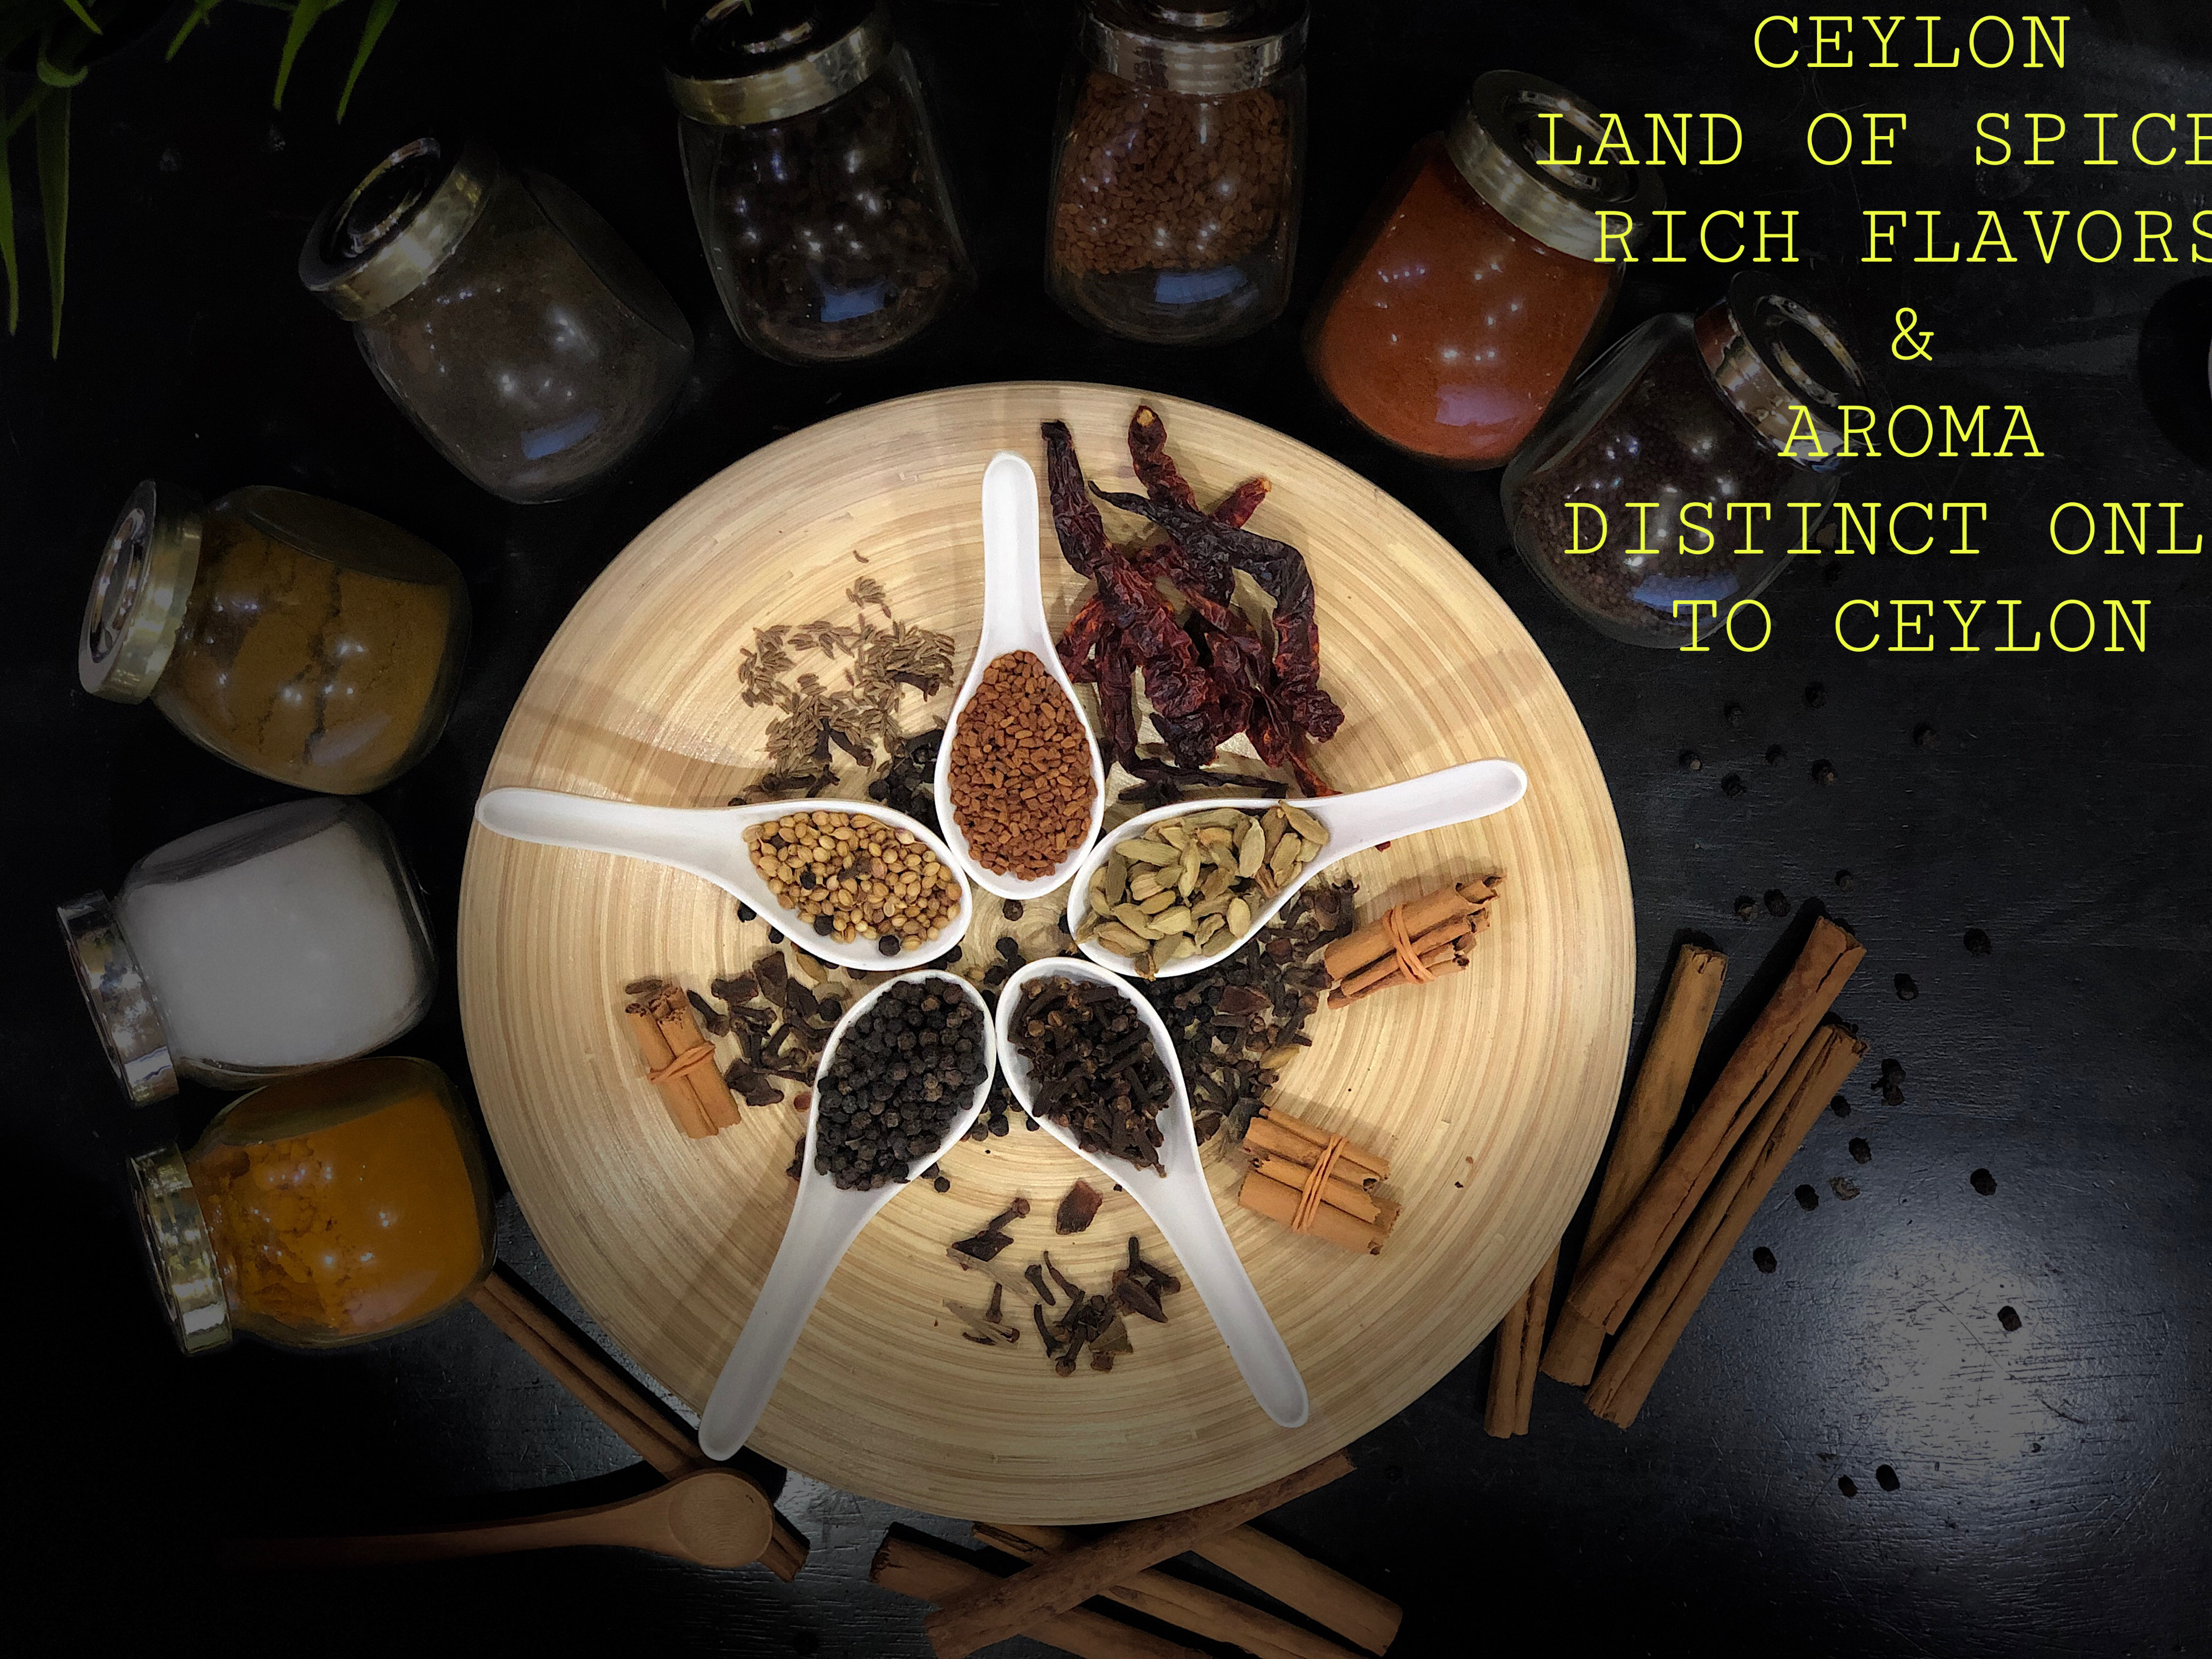 CEYLON
LAND OF SPICE
RICH FLAVORS
&
AROMA
DISTINCT ONL
TO CEYLON